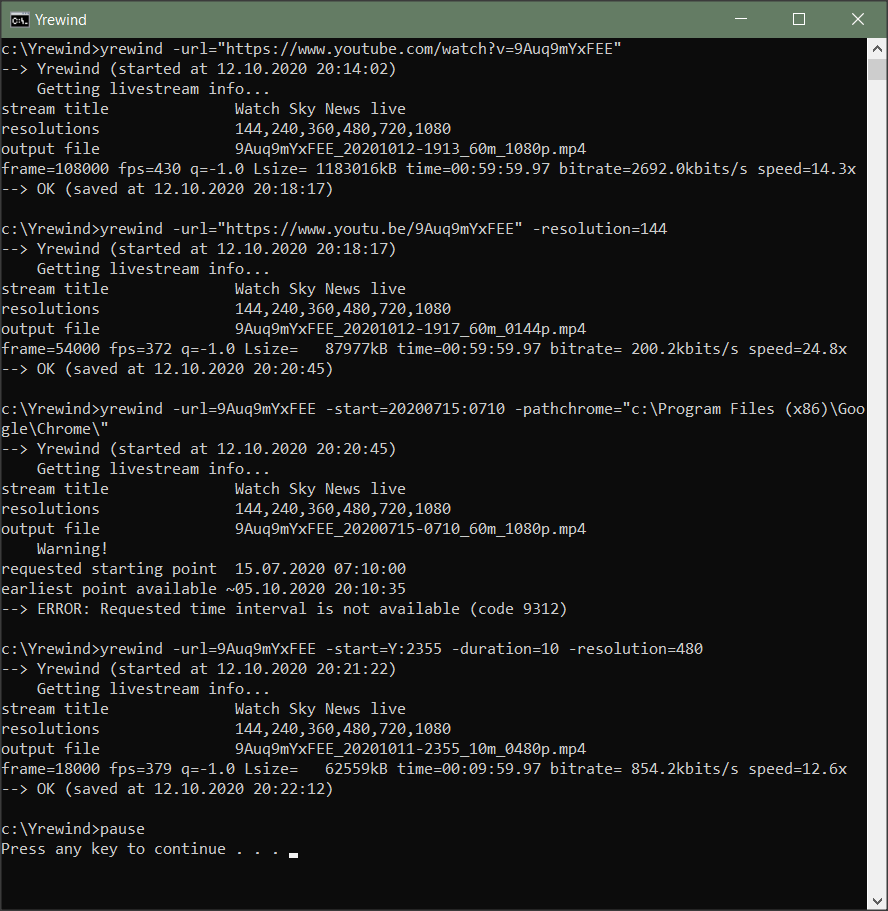 Yrewind
c:\Yrewind>yrewind -url="https://www.youtube.com/watch?v=9Auq9mYxFEE"
--> Yrewind (started at 12.10.2020 20:14:02)
    Getting livestream info...
stream title              Watch Sky News live
resolutions               144,240,360,480,720,1080
output file               9Auq9mYxFEE_20201012-1913_60m_1080p.mp4
frame=108000 fps=430 q=-1.0 Lsize= 1183016kB time=00:59:59.97 bitrate=2692.0kbits/s speed=14.3x
--> OK (saved at 12.10.2020 20:18:17)

c:\Yrewind>yrewind -url="https://www.youtu.be/9Auq9mYxFEE" -resolution=144
--> Yrewind (started at 12.10.2020 20:18:17)
    Getting livestream info...
stream title              Watch Sky News live
resolutions               144,240,360,480,720,1080
output file               9Auq9mYxFEE_20201012-1917_60m_0144p.mp4
frame=54000 fps=372 q=-1.0 Lsize=   87977kB time=00:59:59.97 bitrate= 200.2kbits/s speed=24.8x
--> OK (saved at 12.10.2020 20:20:45)

c:\Yrewind>yrewind -url=9Auq9mYxFEE -start=20200715:0710 -pathchrome="c:\Program Files (x86)\Goo
gle\Chrome\"
--> Yrewind (started at 12.10.2020 20:20:45)
    Getting livestream info...
stream title              Watch Sky News live
resolutions               144,240,360,480,720,1080
output file               9Auq9mYxFEE_20200715-0710_60m_1080p.mp4
    Warning!
requested starting point  15.07.2020 07:10:00
earliest point available ~05.10.2020 20:10:35
--> ERROR: Requested time interval is not available (code 9312)

c:\Yrewind>yrewind -url=9Auq9mYxFEE -start=Y:2355 -duration=10 -resolution=480
--> Yrewind (started at 12.10.2020 20:21:22)
    Getting livestream info...
stream title              Watch Sky News live
resolutions               144,240,360,480,720,1080
output file               9Auq9mYxFEE_20201011-2355_10m_0480p.mp4
frame=18000 fps=379 q=-1.0 Lsize=   62559kB time=00:09:59.97 bitrate= 854.2kbits/s speed=12.6x
--> OK (saved at 12.10.2020 20:22:12)

c:\Yrewind>pause
Press any key to continue . . .